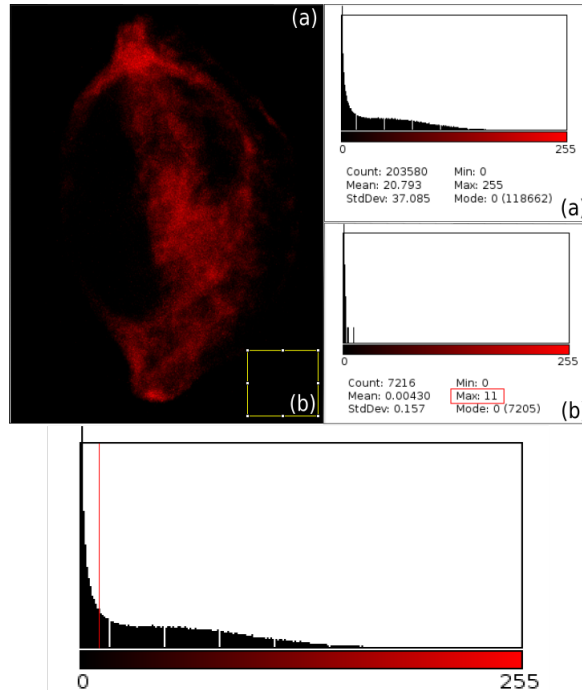 (a)
(b)
0 255
Count: 203580 Min: 0
Mean: 20.793 Max: 255
StdDev: 37.085 Mode: 0 (118662)
(a)
0 255
Count: 7216 Min: 0
Mean: 0.00430 Max: 11
StdDev: 0.157 Mode: 0 (7205)
(b
0 255